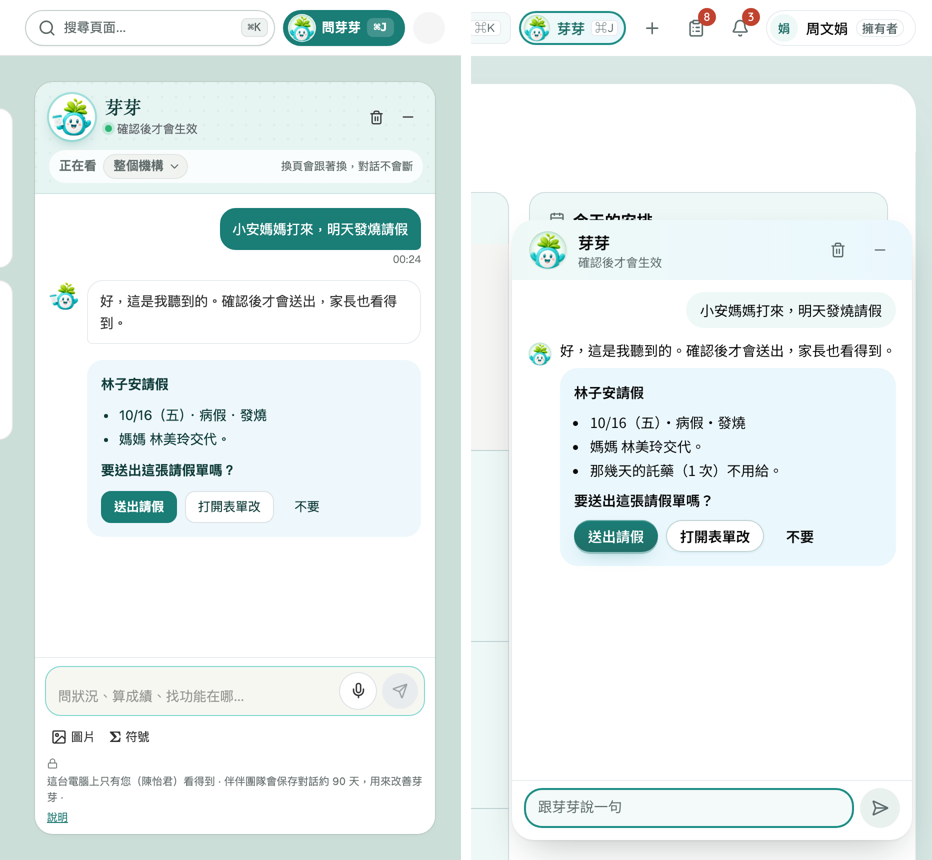 搜尋頁面...
⌘K
問芽芽
⌘J
芽芽
確認後才會生效
正在看
整個機構
換頁會跟著換，對話不會斷
小安媽媽打來，明天發燒請假
00:24
好，這是我聽到的。確認後才會送出，家長也看得
到。
林子安請假
• 10/16（五）· 病假 · 發燒
• 媽媽 林美玲交代。
要送出這張請假單嗎？
送出請假
打開表單改
不要
問狀況、算成績、找功能在哪...
圖片
符號
這台電腦上只有您（陳怡君）看得到 · 伴伴團隊會保存對話約 90 天，用來改善芽
芽 ·
說明
⌘K
芽芽
⌘J
8
3
娟
周文娟
擁有者
今天的安排
芽芽
確認後才會生效
小安媽媽打來，明天發燒請假
好，這是我聽到的。確認後才會送出，家長也看得到。
林子安請假
• 10/16（五）・病假・發燒
• 媽媽 林美玲交代。
• 那幾天的託藥（1 次）不用給。
要送出這張請假單嗎？
送出請假
打開表單改
不要
跟芽芽說一句